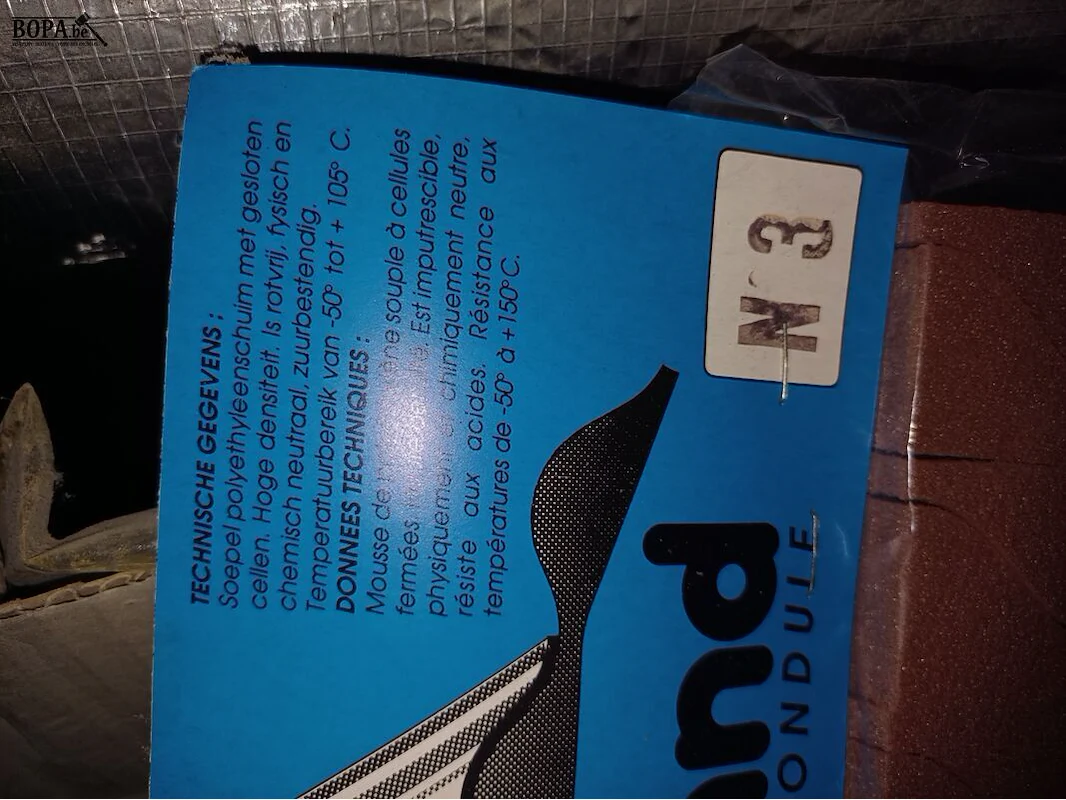 BOPA.be
TECHNISCHE GEGEVENS :
Soepel polyethyleenschuim met gesloten
cellen. Hoge densiteit. Is rotvrij, fysisch en
chemisch neutraal, zuurbestendig.
Temperatuurbereik van -50° tot + 105° C.
DONNEES TECHNIQUES :
Mousse de souple à cellules
fermées Est imputrescible,
physiquement chimiquement neutre,
résiste aux acides. Résistance aux
températures de -50° à +150°C.
N° 3
nd
ONDULE